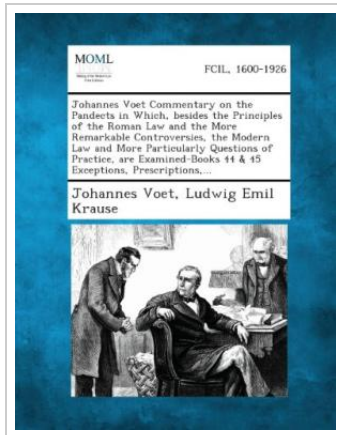 MOML
FCIL, 1600-1926
Johannes Voet Commentary on the
Pandects in Which, besides the Principles
of the Roman Law and the More
Remarkable Controversies, the Modern
Law and More Particularly Questions of
Practice, are Examined-Books 44 & 45
Exceptions, Prescriptions,...
Johannes Voet, Ludwig Emil
Krause